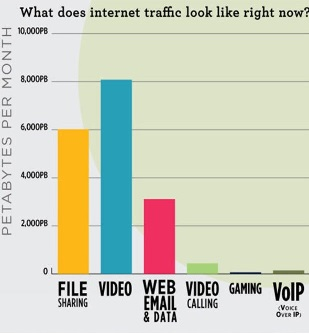 What does internet traffic look like right now?
PETABYTES PER MONTH
10,000PB
8,000PB
6,000PB
4,000PB
2,000PB
0
FILE
SHARING
VIDEO
WEB
EMAIL
& DATA
VIDEO
CALLING
GAMING
VoIP
(VOICE
OVER IP)